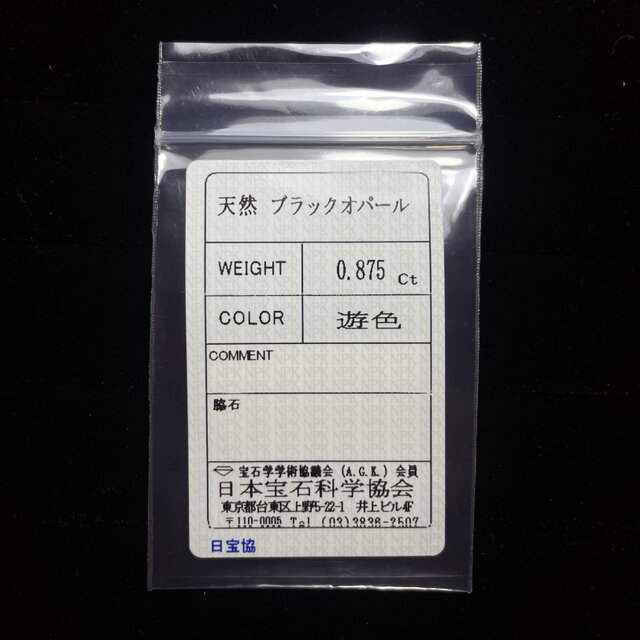 天然 ブラックオパール
WEIGHT 0.875 Ct
COLOR 遊色
COMMENT
脇石
宝石学学術協議会 (A.G.K.) 会員
日本宝石科学協会
東京都台東区上野5-22-1 井上ビル4F
〒110-0005 Tel (03)3836-2507
日宝協